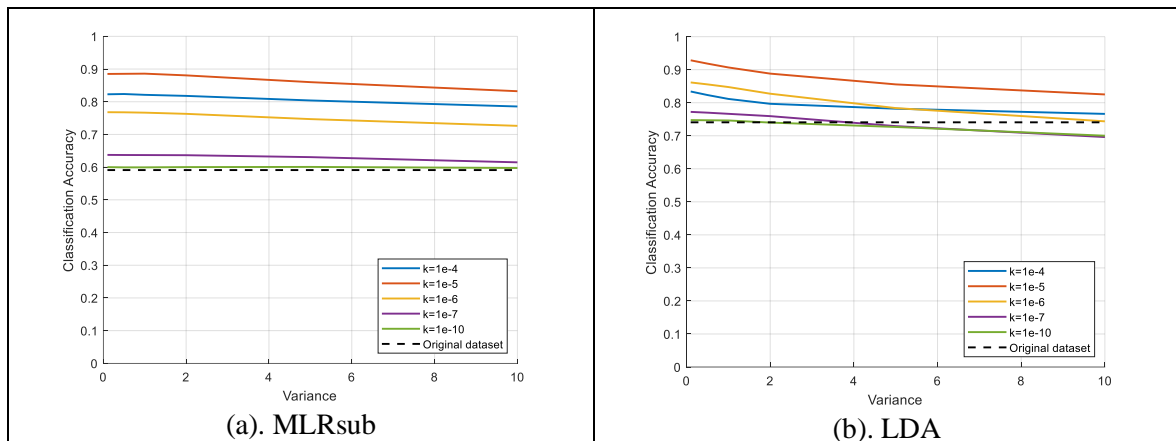 1
0.9
0.8
0.7
0.6
0.5
0.4
0.3
0.2
0.1
0
Classification Accuracy
0 2 4 6 8 10
Variance
k=1e-4
k=1e-5
k=1e-6
k=1e-7
k=1e-10
Original dataset
(a). MLRsub
1
0.9
0.8
0.7
0.6
0.5
0.4
0.3
0.2
0.1
0
Classification Accuracy
0 2 4 6 8 10
Variance
k=1e-4
k=1e-5
k=1e-6
k=1e-7
k=1e-10
Original dataset
(b). LDA